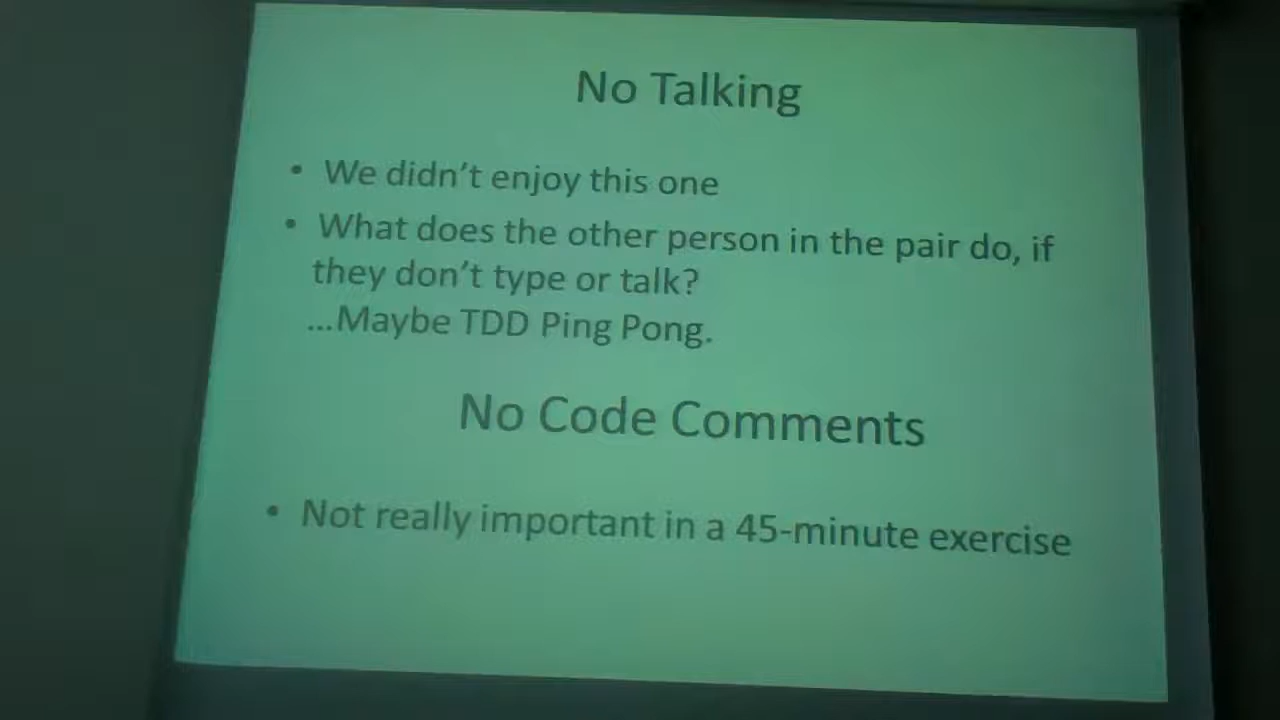 No Talking
• We didn't enjoy this one
• What does the other person in the pair do, if
they don't type or talk?
...Maybe TDD Ping Pong.
No Code Comments
• Not really important in a 45-minute exercise